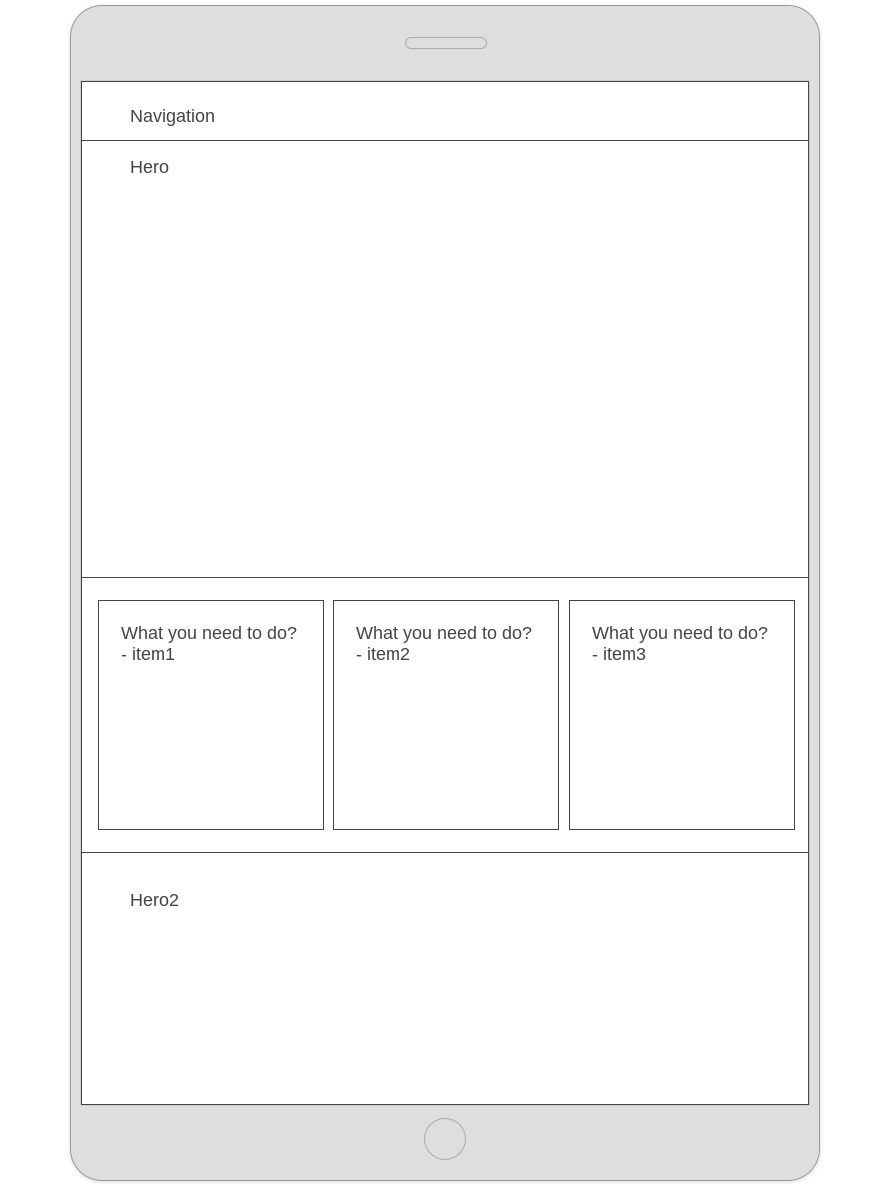 Navigation
Hero
What you need to do?
- item1
What you need to do?
- item2
What you need to do?
- item3
Hero2